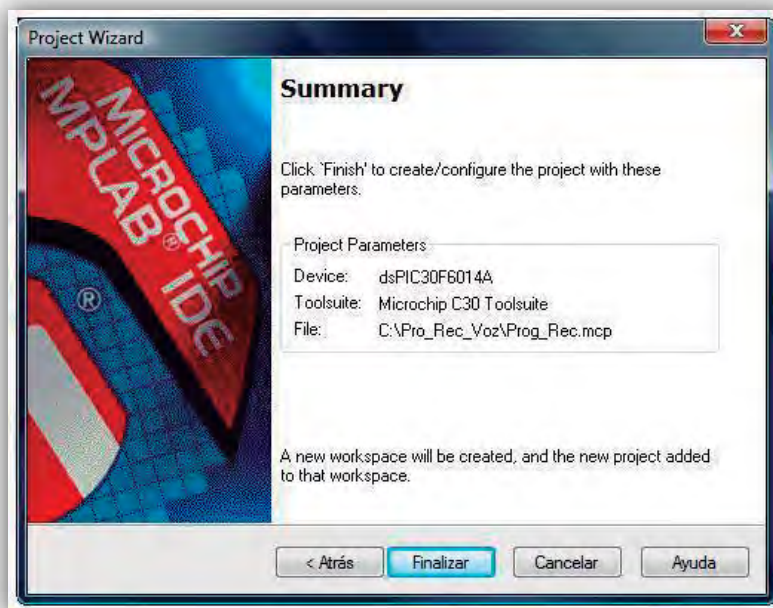 Project Wizard
MICROCHIP
MPLAB® IDE
®
Summary
Click 'Finish' to create/configure the project with these
parameters.
Project Parameters
Device: dsPIC30F6014A
Toolsuite: Microchip C30 Toolsuite
File: C:\Pro_Rec_Voz\Prog_Rec.mcp
A new workspace will be created, and the new project added
to that workspace.
< Atrás Finalizar Cancelar Ayuda